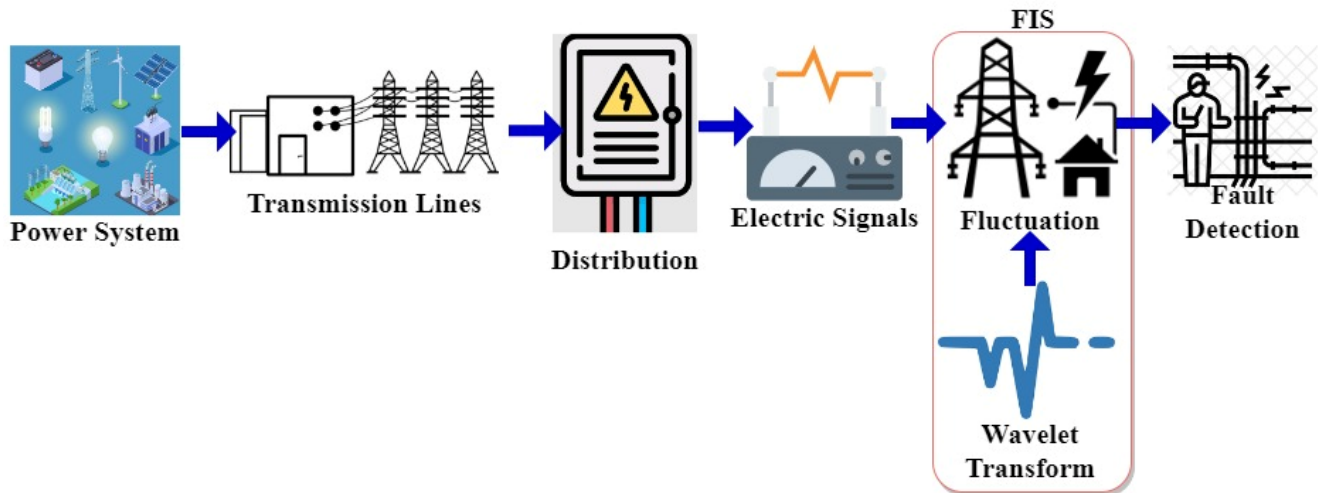 FIS
Power System
Transmission Lines
Distribution
Electric Signals
Fluctuation
Fault
Detection
Wavelet
Transform